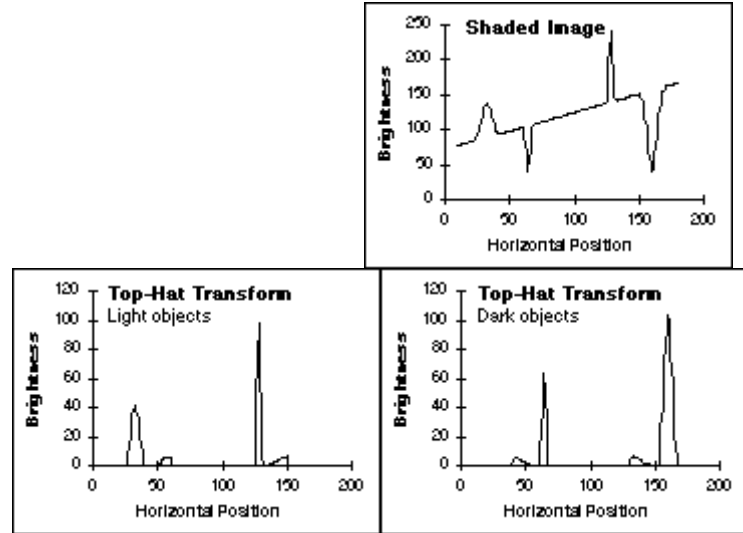 Shaded Image
250
200
150
100
50
0
Brightness
0 50 100 150 200
Horizontal Position
Top-Hat Transform
Light objects
120
100
80
60
40
20
0
Brightness
0 50 100 150 200
Horizontal Position
Top-Hat Transform
Dark objects
120
100
80
60
40
20
0
Brightness
0 50 100 150 200
Horizontal Position